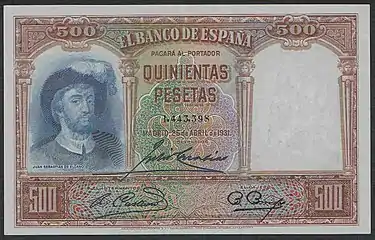 500 EL BANCO DE ESPAÑA 500
PAGARÁ AL PORTADOR
QUINIENTAS
PESETAS
1,443,398
MADRID, 25 de ABRIL de 1931
JUAN SEBASTIAN DE ELCANO
500 500